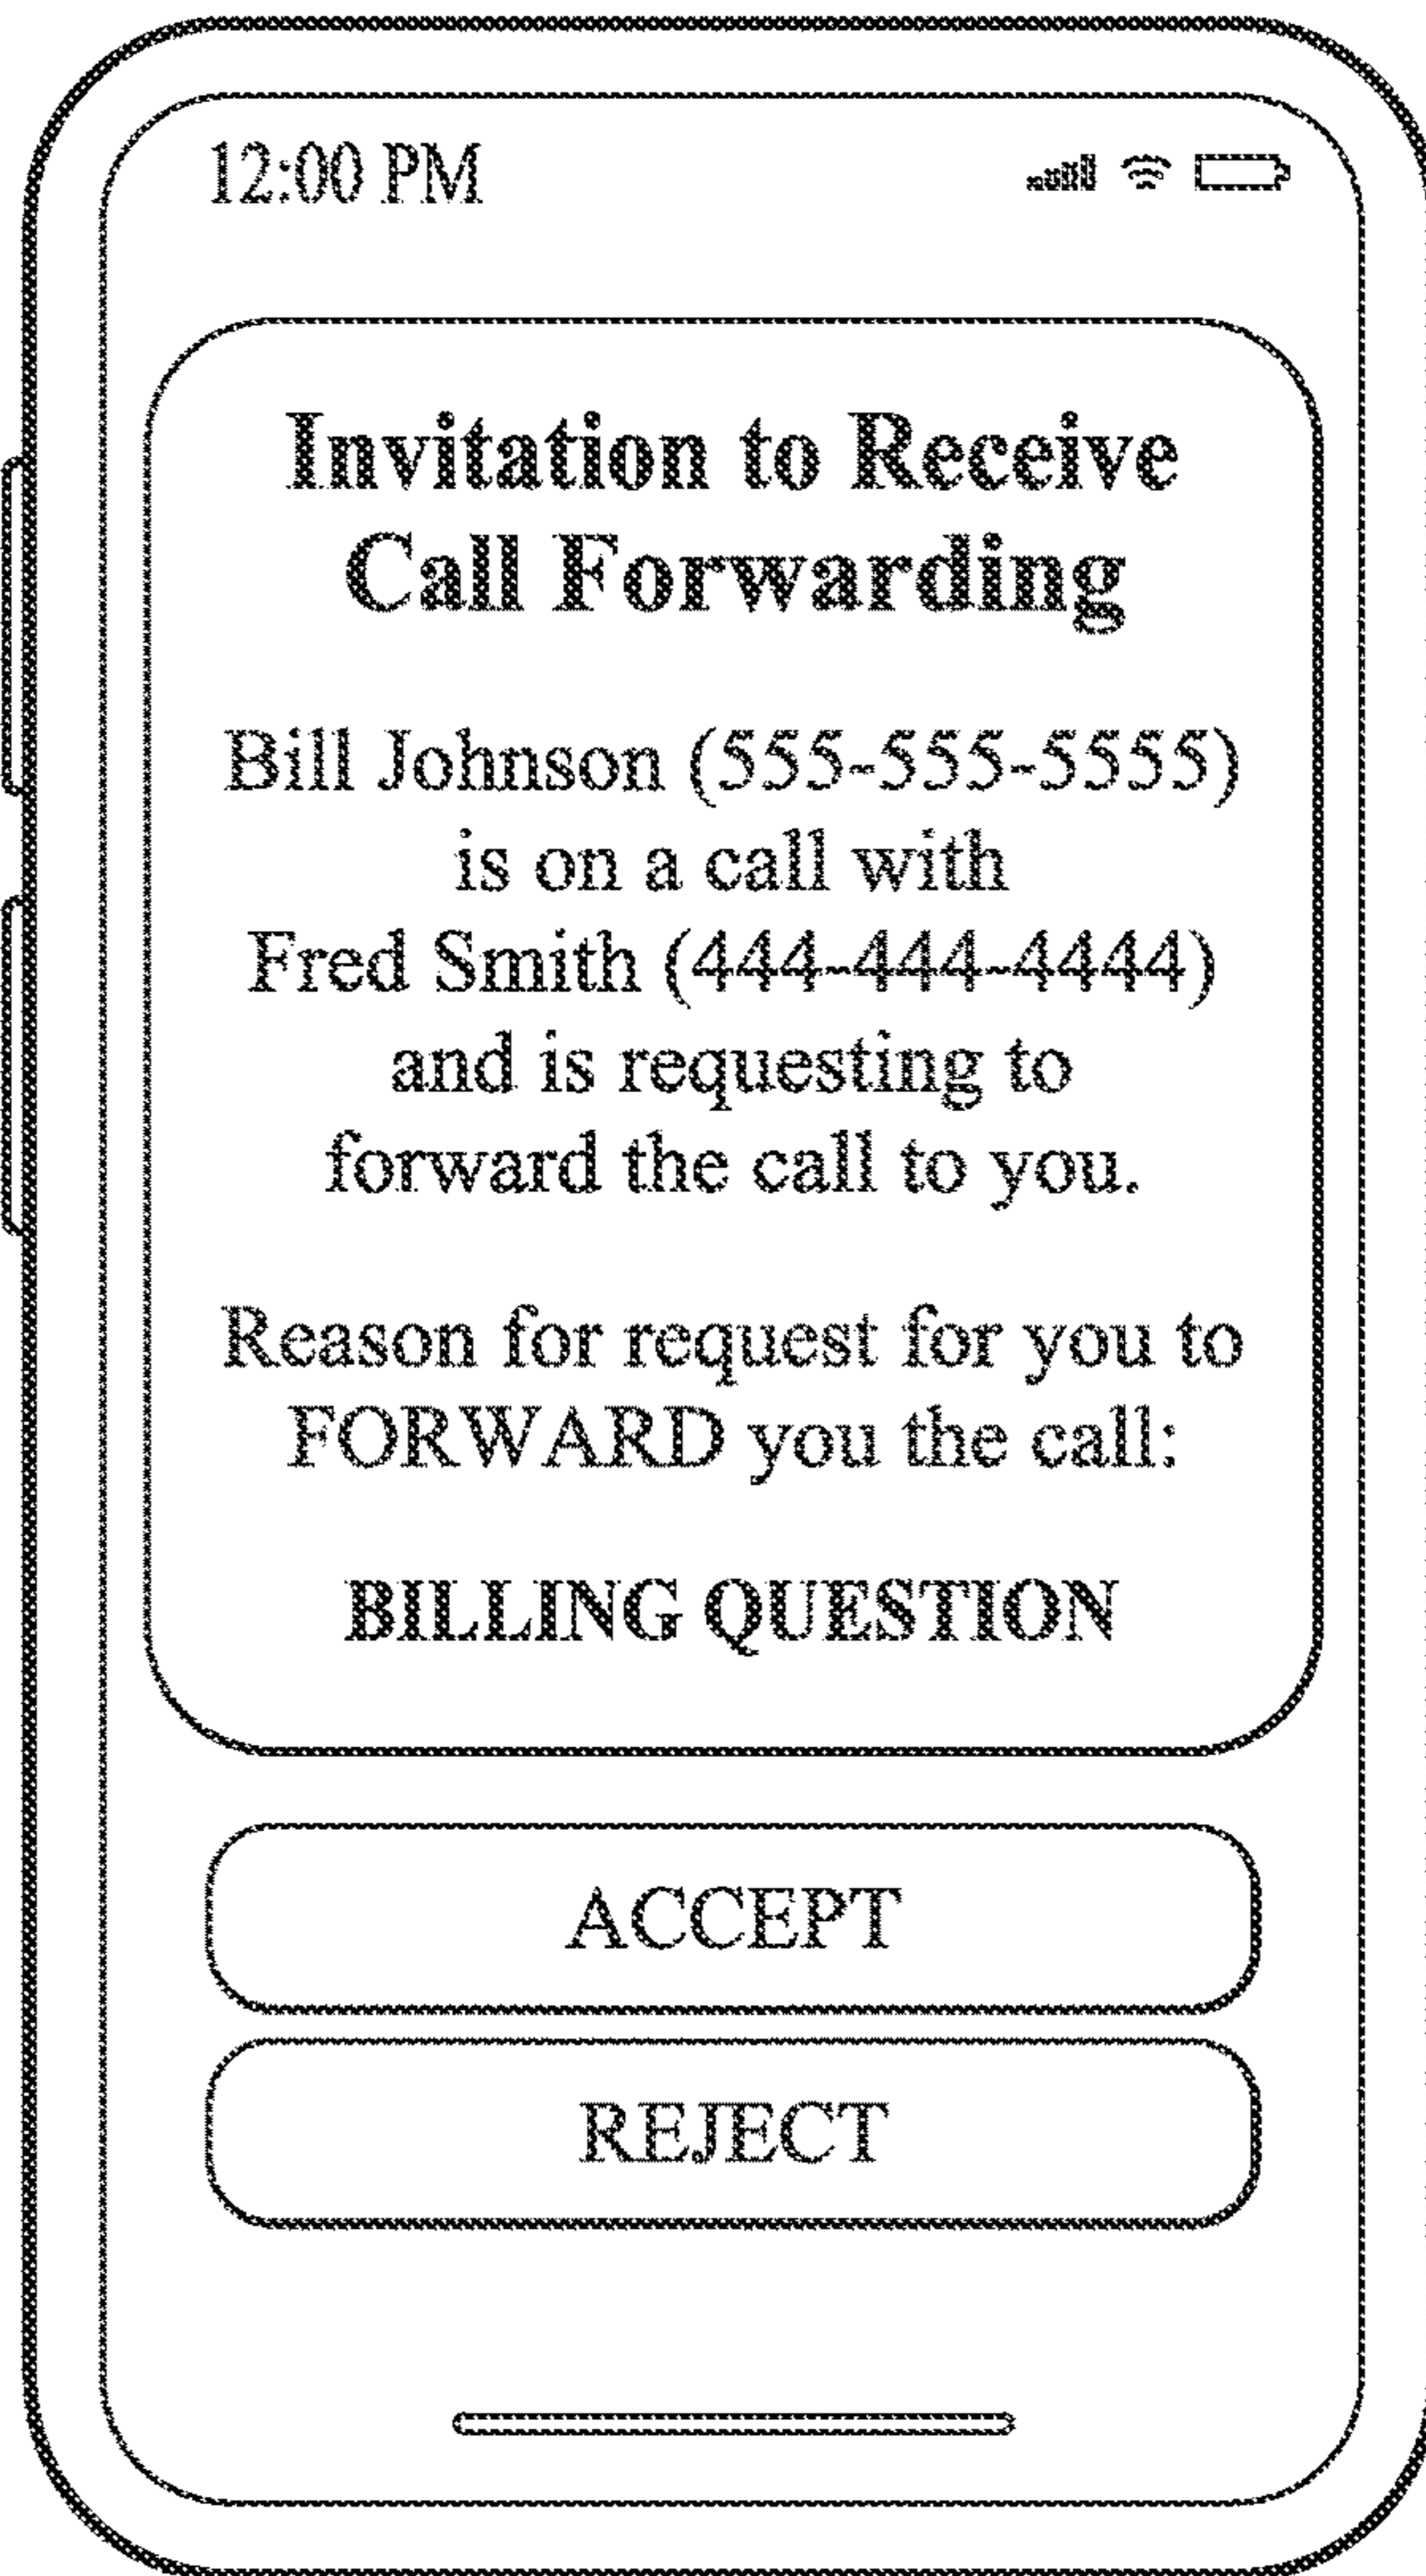 12:00 PM
Invitation to Receive
Call Forwarding
Bill Johnson (555-555-5555)
is on a call with
Fred Smith (444-444-4444)
and is requesting to
forward the call to you.
Reason for request for you to
FORWARD you the call:
BILLING QUESTION
ACCEPT
REJECT